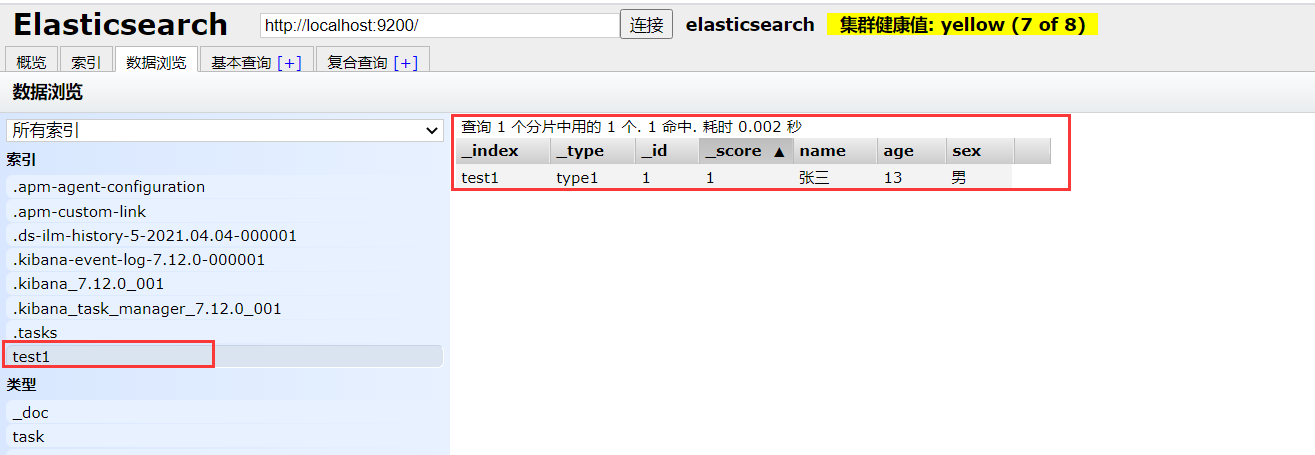 Elasticsearch http://localhost:9200/ 连接 elasticsearch 集群健康值: yellow (7 of 8)
概览 索引 数据浏览 基本查询 [+] 复合查询 [+]
数据浏览
所有索引
索引
.apm-agent-configuration
.apm-custom-link
.ds-ilm-history-5-2021.04.04-000001
.kibana-event-log-7.12.0-000001
.kibana_7.12.0_001
.kibana_task_manager_7.12.0_001
.tasks
test1
类型
_doc
task
查询 1 个分片中用的 1 个. 1 命中. 耗时 0.002 秒
_index _type _id _score ▲ name age sex
test1 type1 1 1 张三 13 男